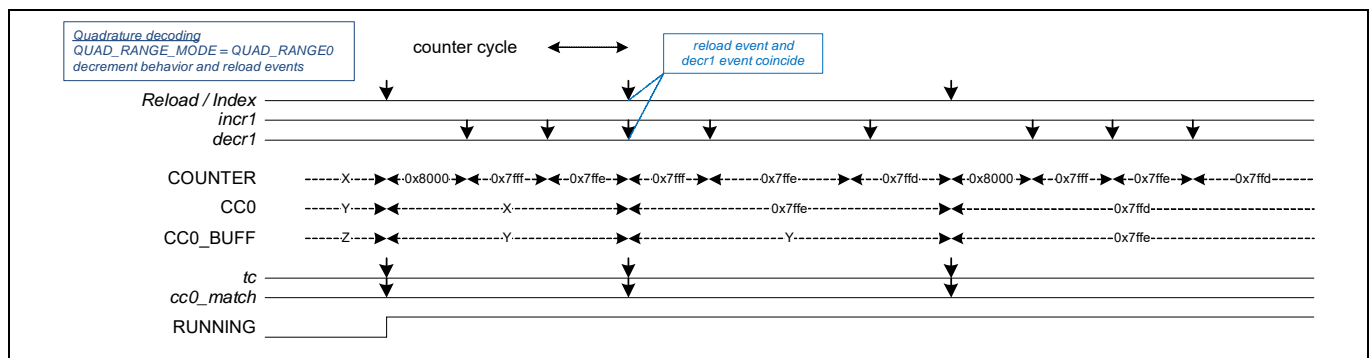 Quadrature decoding
QUAD_RANGE_MODE = QUAD_RANGE0
decrement behavior and reload events
counter cycle
reload event and
decr1 event coincide
Reload / Index
incr1
decr1
COUNTER X 0x8000 0x7fff 0x7ffe 0x7fff 0x7ffe 0x7ffd 0x8000 0x7fff 0x7ffe 0x7ffd
CC0 Y X 0x7ffe 0x7ffd
CC0_BUFF Z Y Y 0x7ffe
tc
cc0_match
RUNNING